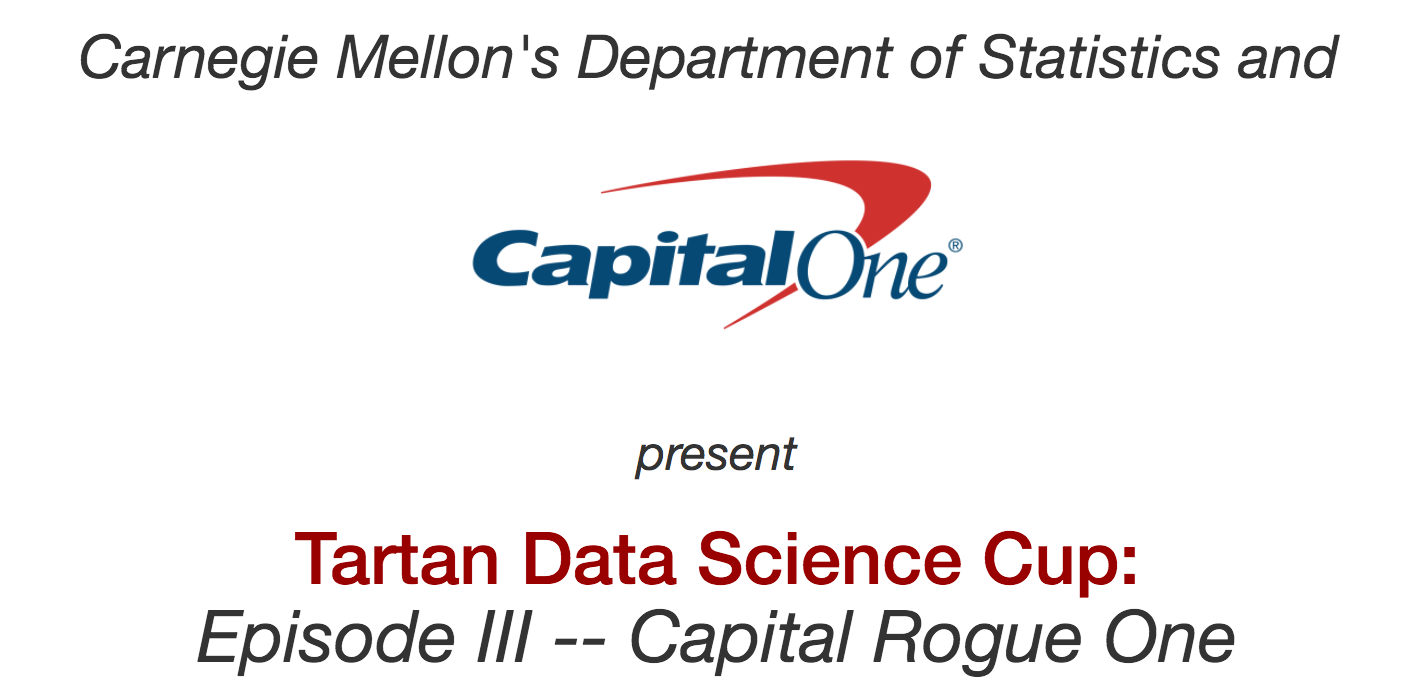 Carnegie Mellon's Department of Statistics and
CapitalOne®
present
Tartan Data Science Cup:
Episode III -- Capital Rogue One